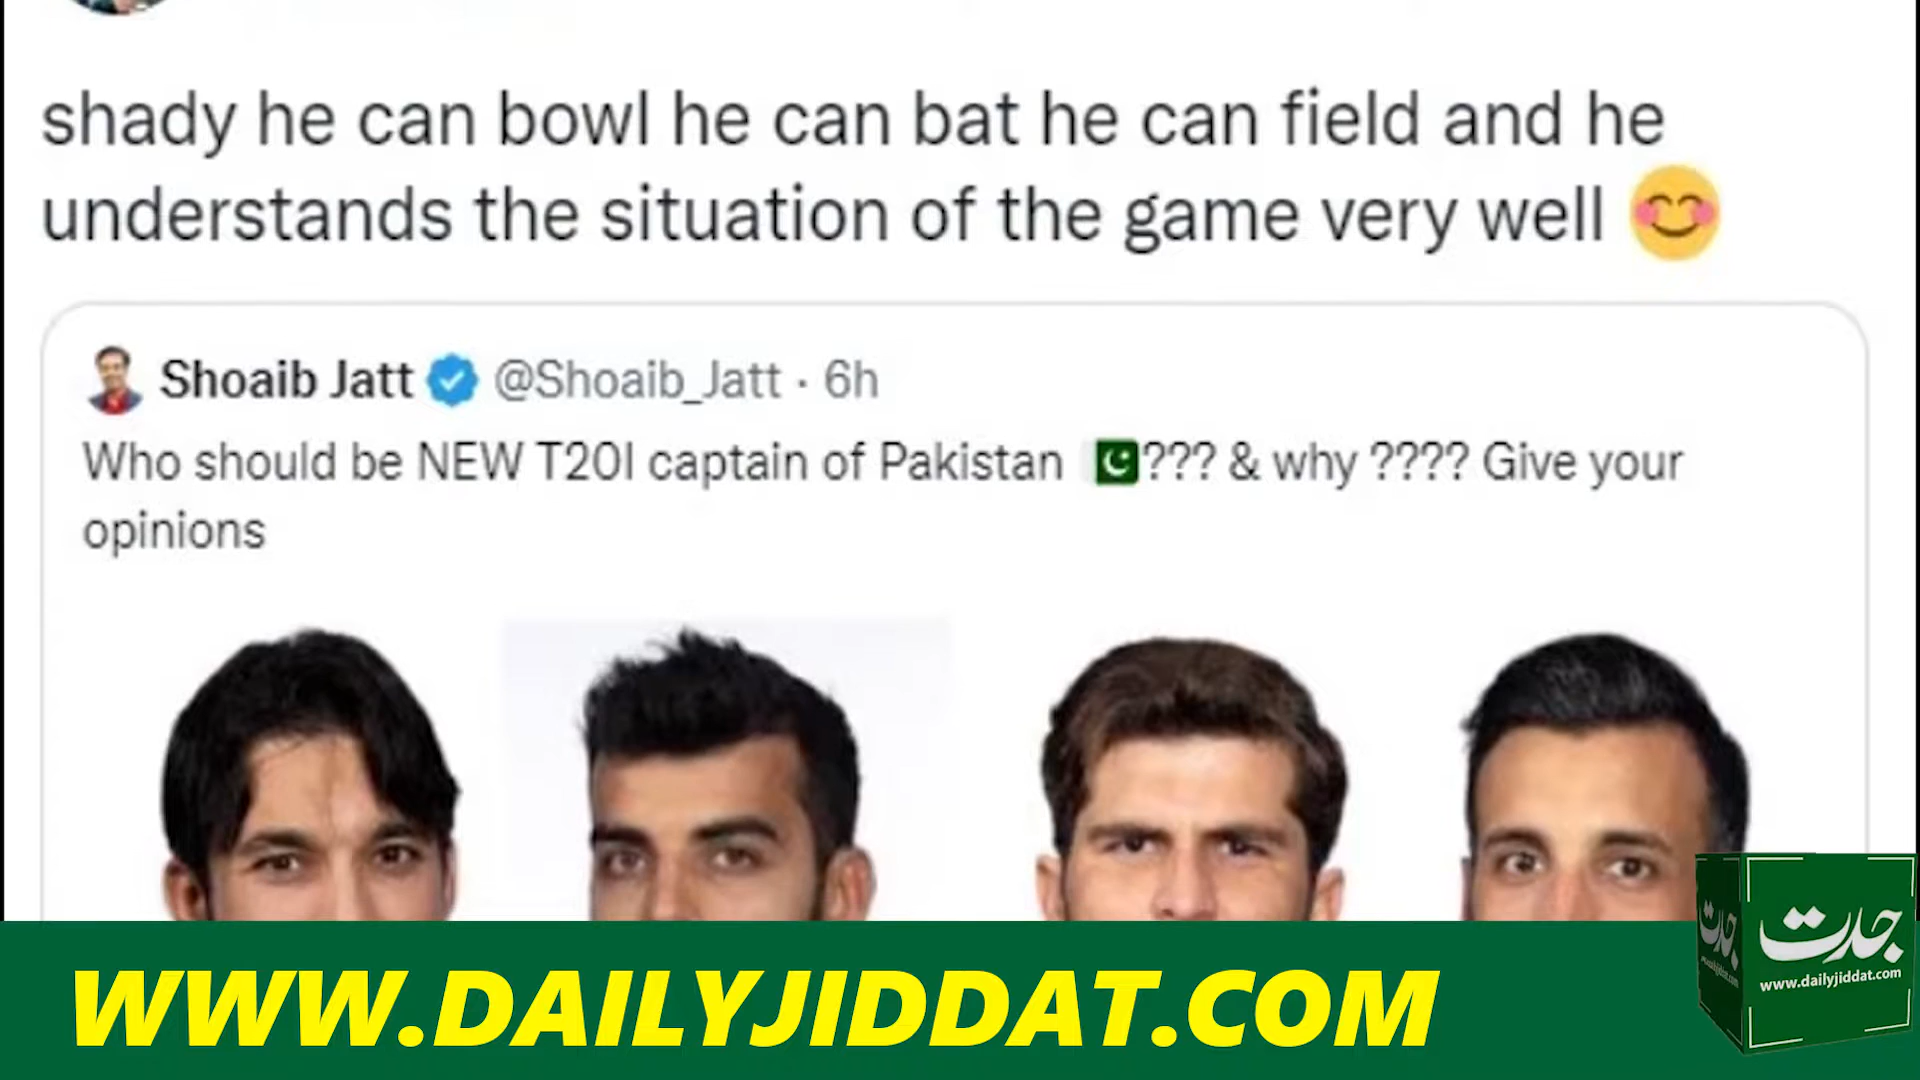 shady he can bowl he can bat he can field and he
understands the situation of the game very well 😊
Shoaib Jatt @Shoaib_Jatt · 6h
Who should be NEW T20I captain of Pakistan 🇵🇰??? & why ???? Give your
opinions
WWW.DAILYJIDDAT.COM
جدت
www.dailyjiddat.com
جدت